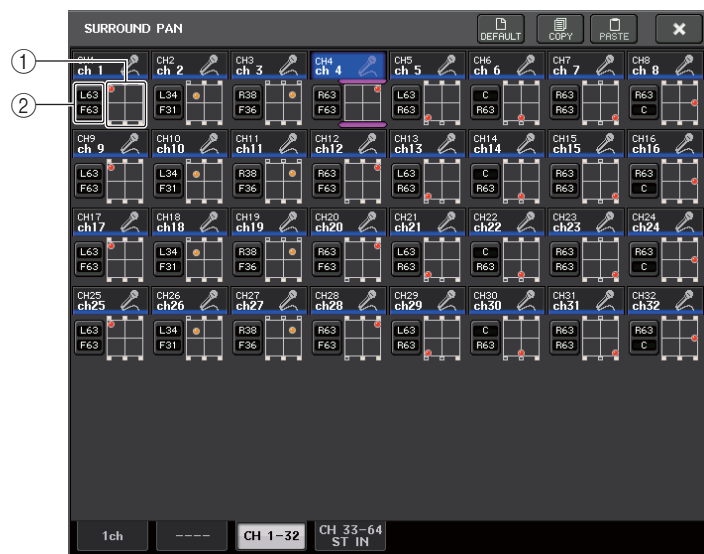 SURROUND PAN DEFAULT COPY PASTE
1
2
CH1 CH2 CH3 CH4 CH5 CH6 CH7 CH8
ch 1 ch 2 ch 3 ch 4 ch 5 ch 6 ch 7 ch 8
L63 L34 R38 R63 L63 C R63 R63
F63 F31 F36 F63 R63 R63 R63 C
CH9 CH10 CH11 CH12 CH13 CH14 CH15 CH16
ch 9 ch10 ch11 ch12 ch13 ch14 ch15 ch16
L63 L34 R38 R63 L63 C R63 R63
F63 F31 F36 F63 R63 R63 R63 C
CH17 CH18 CH19 CH20 CH21 CH22 CH23 CH24
ch17 ch18 ch19 ch20 ch21 ch22 ch23 ch24
L63 L34 R38 R63 L63 C R63 R63
F63 F31 F36 F63 R63 R63 R63 C
CH25 CH26 CH27 CH28 CH29 CH30 CH31 CH32
ch25 ch26 ch27 ch28 ch29 ch30 ch31 ch32
L63 L34 R38 R63 L63 C R63 R63
F63 F31 F36 F63 R63 R63 R63 C
1ch ---- CH 1-32 CH 33-64
ST IN